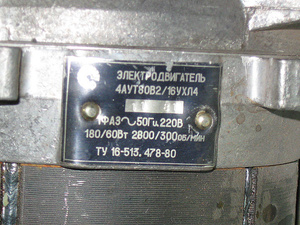 ЭЛЕКТРОДВИГАТЕЛЬ
4АУТ80В2/16УХЛ4
1ФАЗ ~ 50Гц. 220В
180/60Вт 2800/300об/мин
ТУ 16-513. 478-80